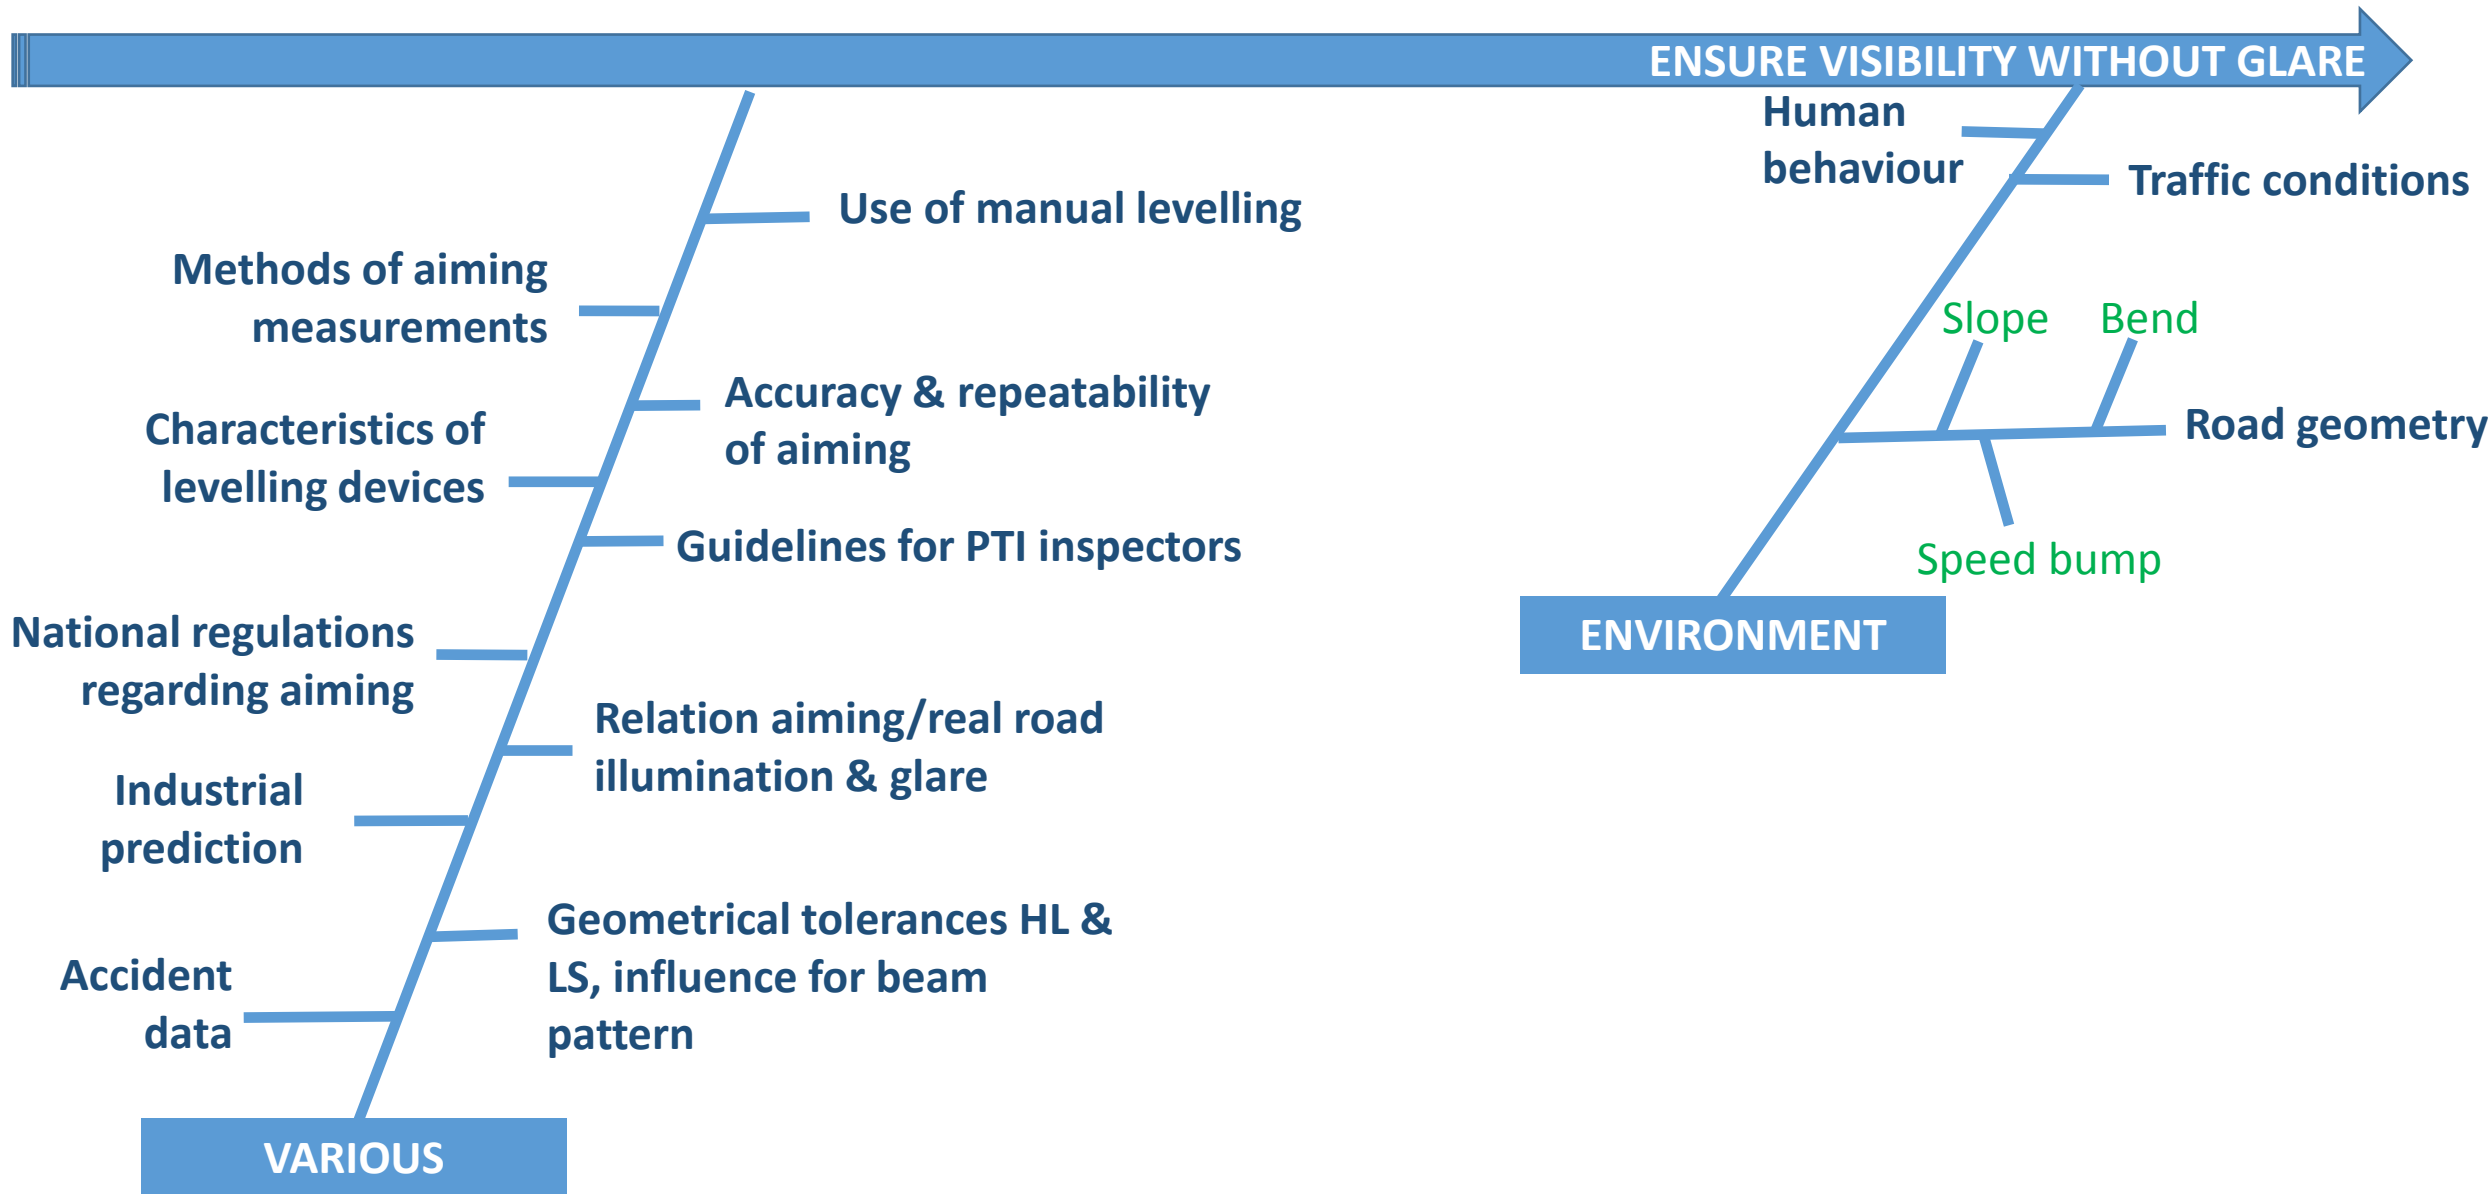 ENSURE VISIBILITY WITHOUT GLARE
Use of manual levelling
Methods of aiming
measurements
Accuracy & repeatability
of aiming
Characteristics of
levelling devices
Guidelines for PTI inspectors
National regulations
regarding aiming
Relation aiming/real road
illumination & glare
Industrial
prediction
Geometrical tolerances HL &
LS, influence for beam
pattern
Accident
data
VARIOUS
Human
behaviour
Traffic conditions
Slope
Bend
Road geometry
Speed bump
ENVIRONMENT